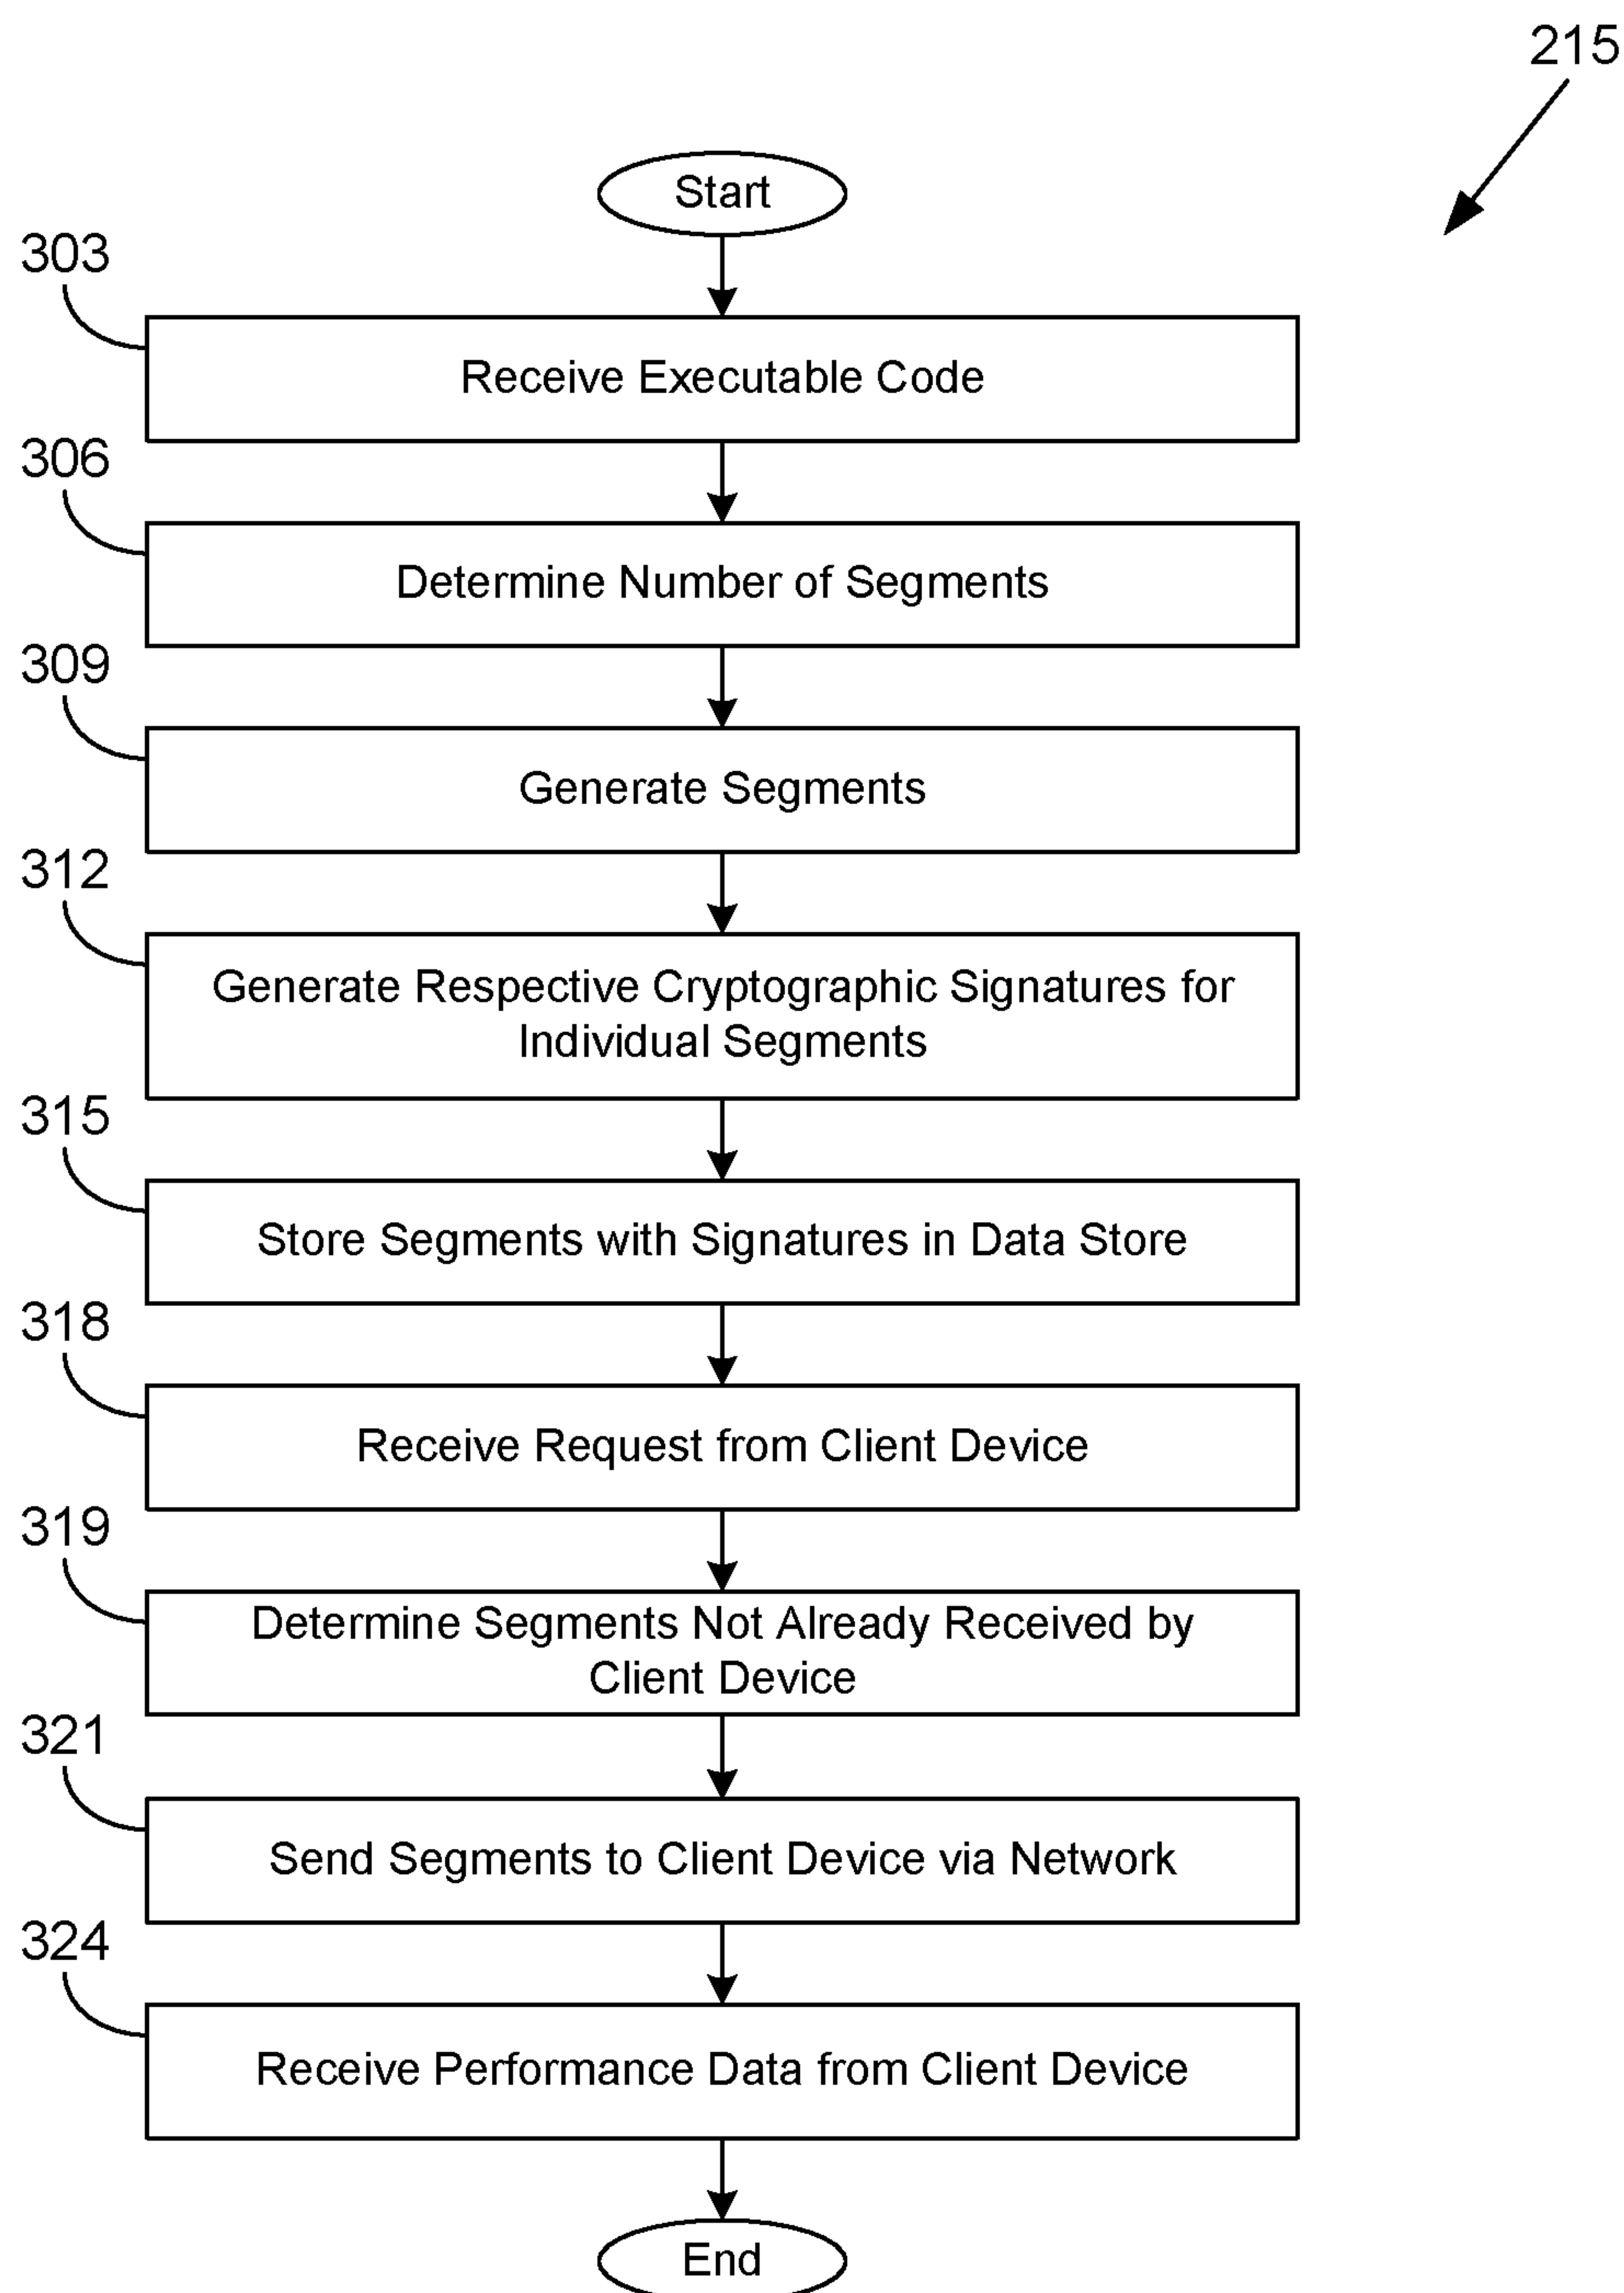 215
Start
303
Receive Executable Code
306
Determine Number of Segments
309
Generate Segments
312
Generate Respective Cryptographic Signatures for
Individual Segments
315
Store Segments with Signatures in Data Store
318
Receive Request from Client Device
319
Determine Segments Not Already Received by
Client Device
321
Send Segments to Client Device via Network
324
Receive Performance Data from Client Device
End